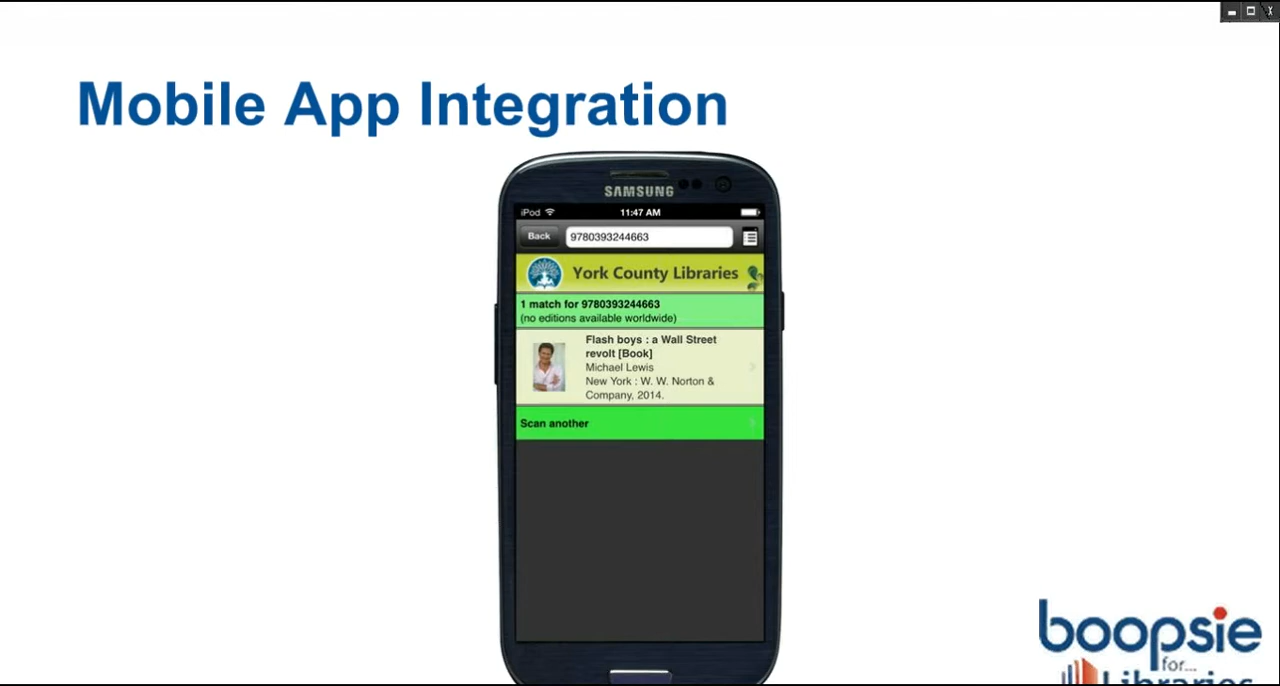 Mobile App Integration
SAMSUNG
iPod 11:47 AM
Back 9780393244663
York County Libraries
1 match for 9780393244663
(no editions available worldwide)
Flash boys : a Wall Street
revolt [Book]
Michael Lewis
New York : W. W. Norton &
Company, 2014.
Scan another
boopsie
for...
Libraries